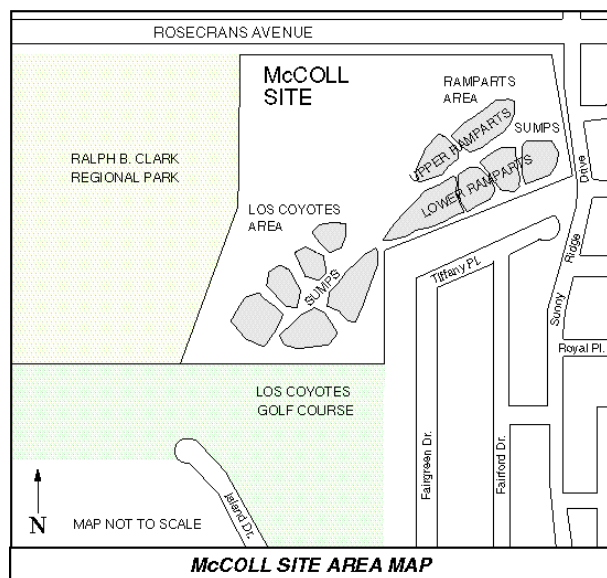 ROSECRANS AVENUE
McCOLL
SITE
RAMPARTS
AREA
SUMPS
UPPER RAMPARTS
LOWER RAMPARTS
RALPH B. CLARK
REGIONAL PARK
LOS COYOTES
AREA
SUMPS
Tiffany Pl.
Sunny Ridge Drive
Royal Pl.
LOS COYOTES
GOLF COURSE
Fairgreen Dr.
Fairford Dr.
Island Dr.
N
MAP NOT TO SCALE
McCOLL SITE AREA MAP